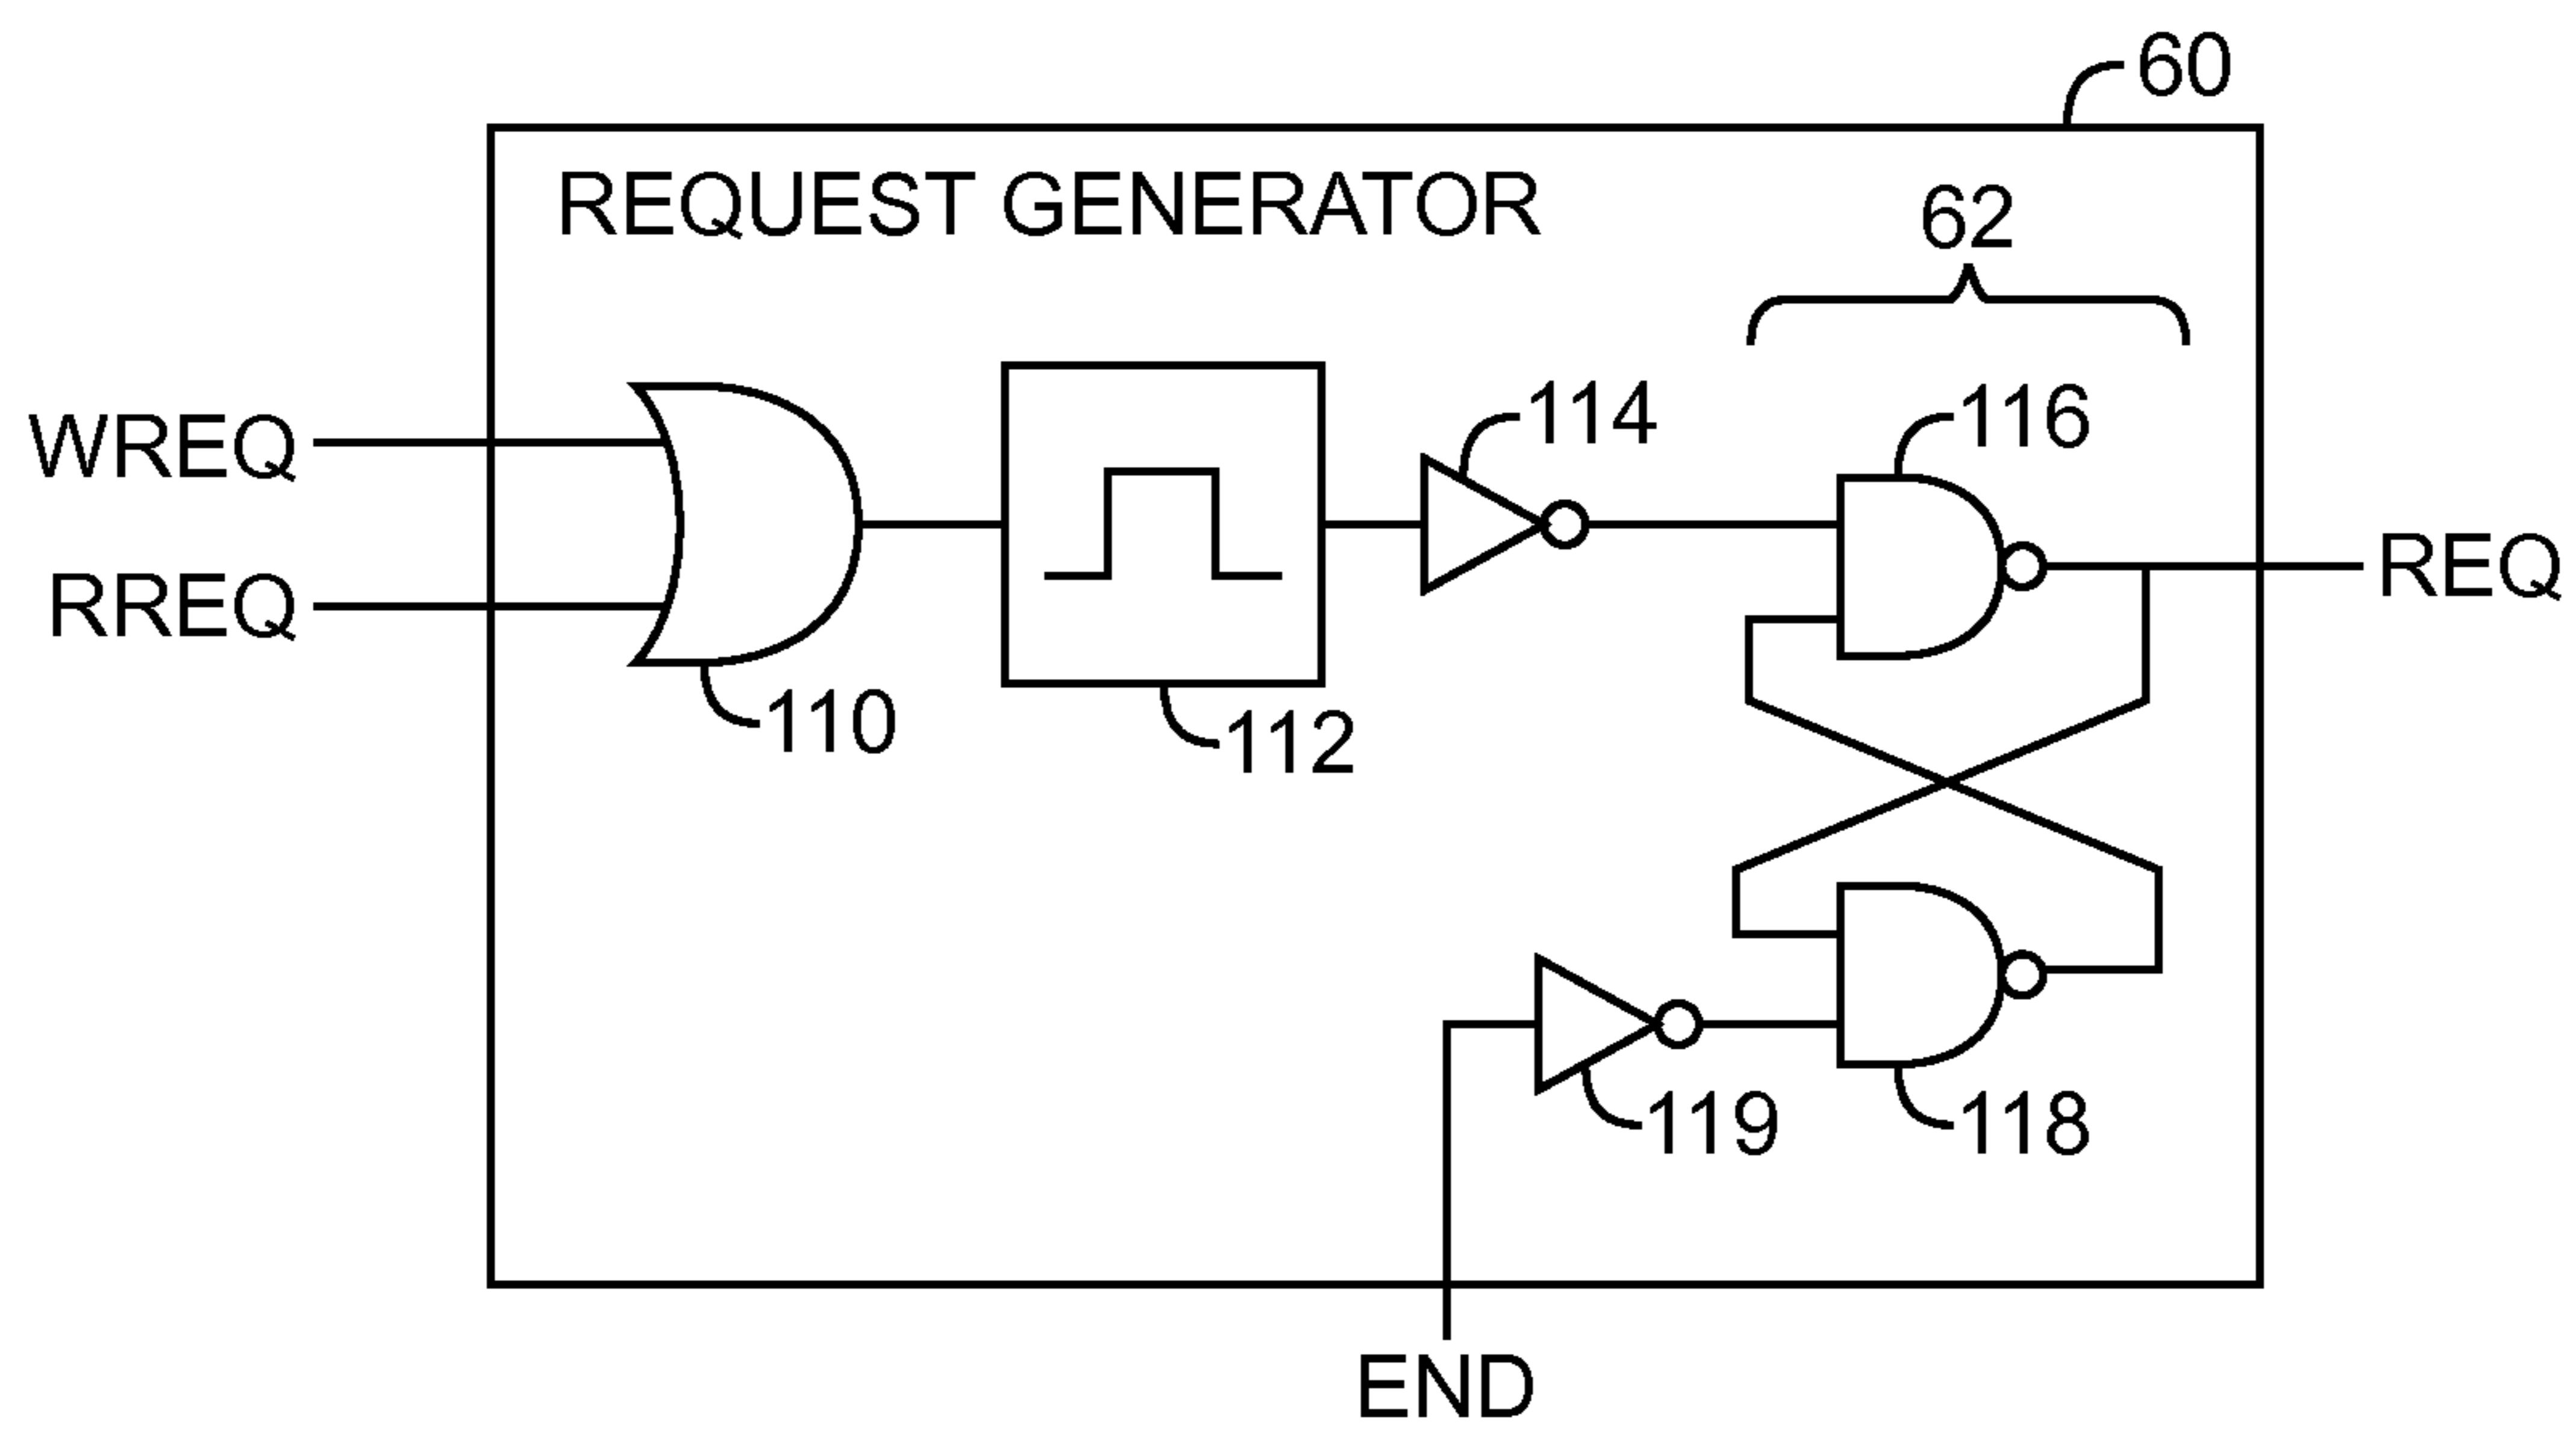 60
REQUEST GENERATOR
62
114
116
WREQ
REQ
RREQ
110
112
119
118
END